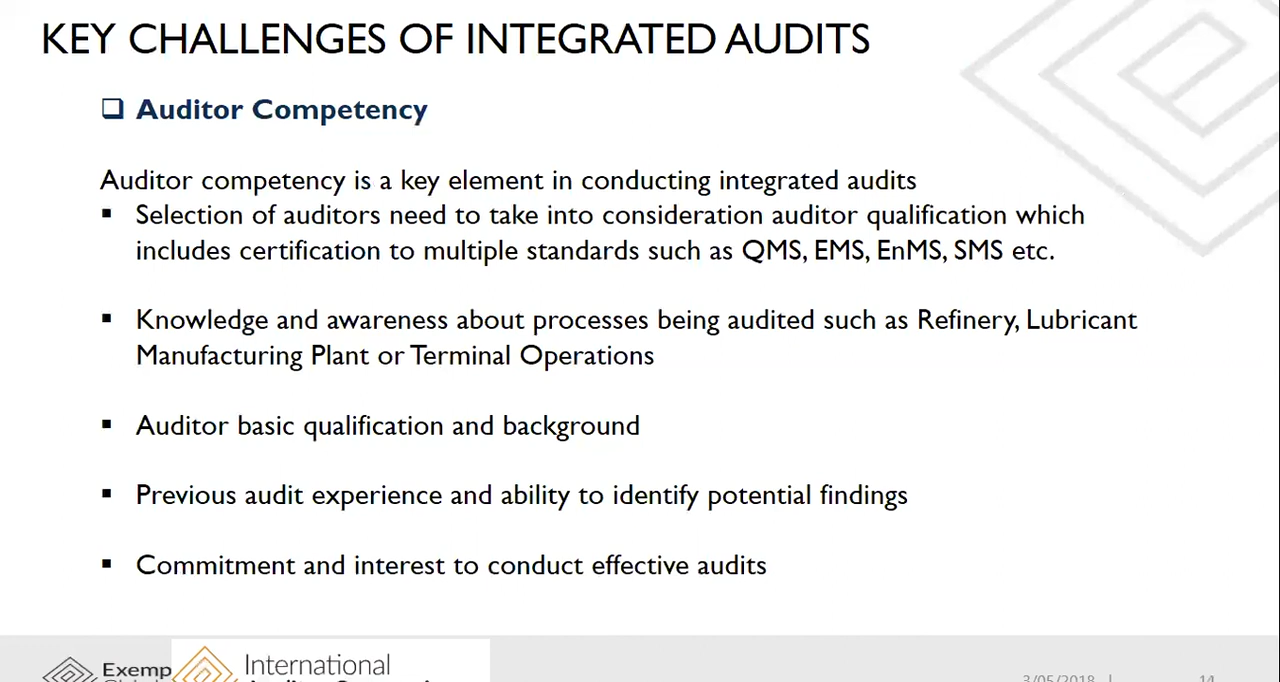 KEY CHALLENGES OF INTEGRATED AUDITS
❑ Auditor Competency
Auditor competency is a key element in conducting integrated audits
▪ Selection of auditors need to take into consideration auditor qualification which
includes certification to multiple standards such as QMS, EMS, EnMS, SMS etc.
▪ Knowledge and awareness about processes being audited such as Refinery, Lubricant
Manufacturing Plant or Terminal Operations
▪ Auditor basic qualification and background
▪ Previous audit experience and ability to identify potential findings
▪ Commitment and interest to conduct effective audits
Exemp
International
3/05/2018 | 14